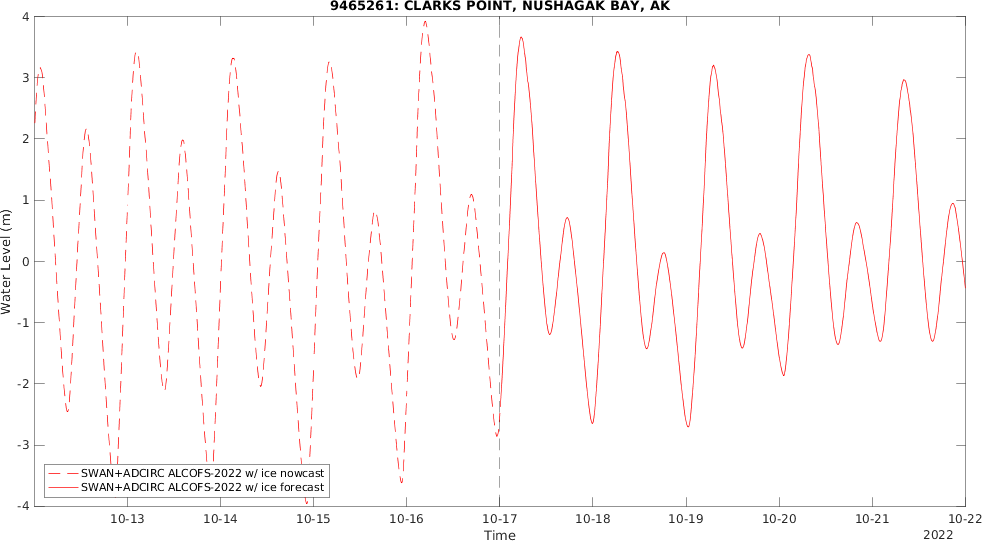 9465261: CLARKS POINT, NUSHAGAK BAY, AK
4
3
2
1
0
-1
-2
-3
-4
Water Level (m)
SWAN+ADCIRC ALCOFS-2022 w/ ice nowcast
SWAN+ADCIRC ALCOFS-2022 w/ ice forecast
10-13 10-14 10-15 10-16 10-17 10-18 10-19 10-20 10-21 10-22
Time
2022